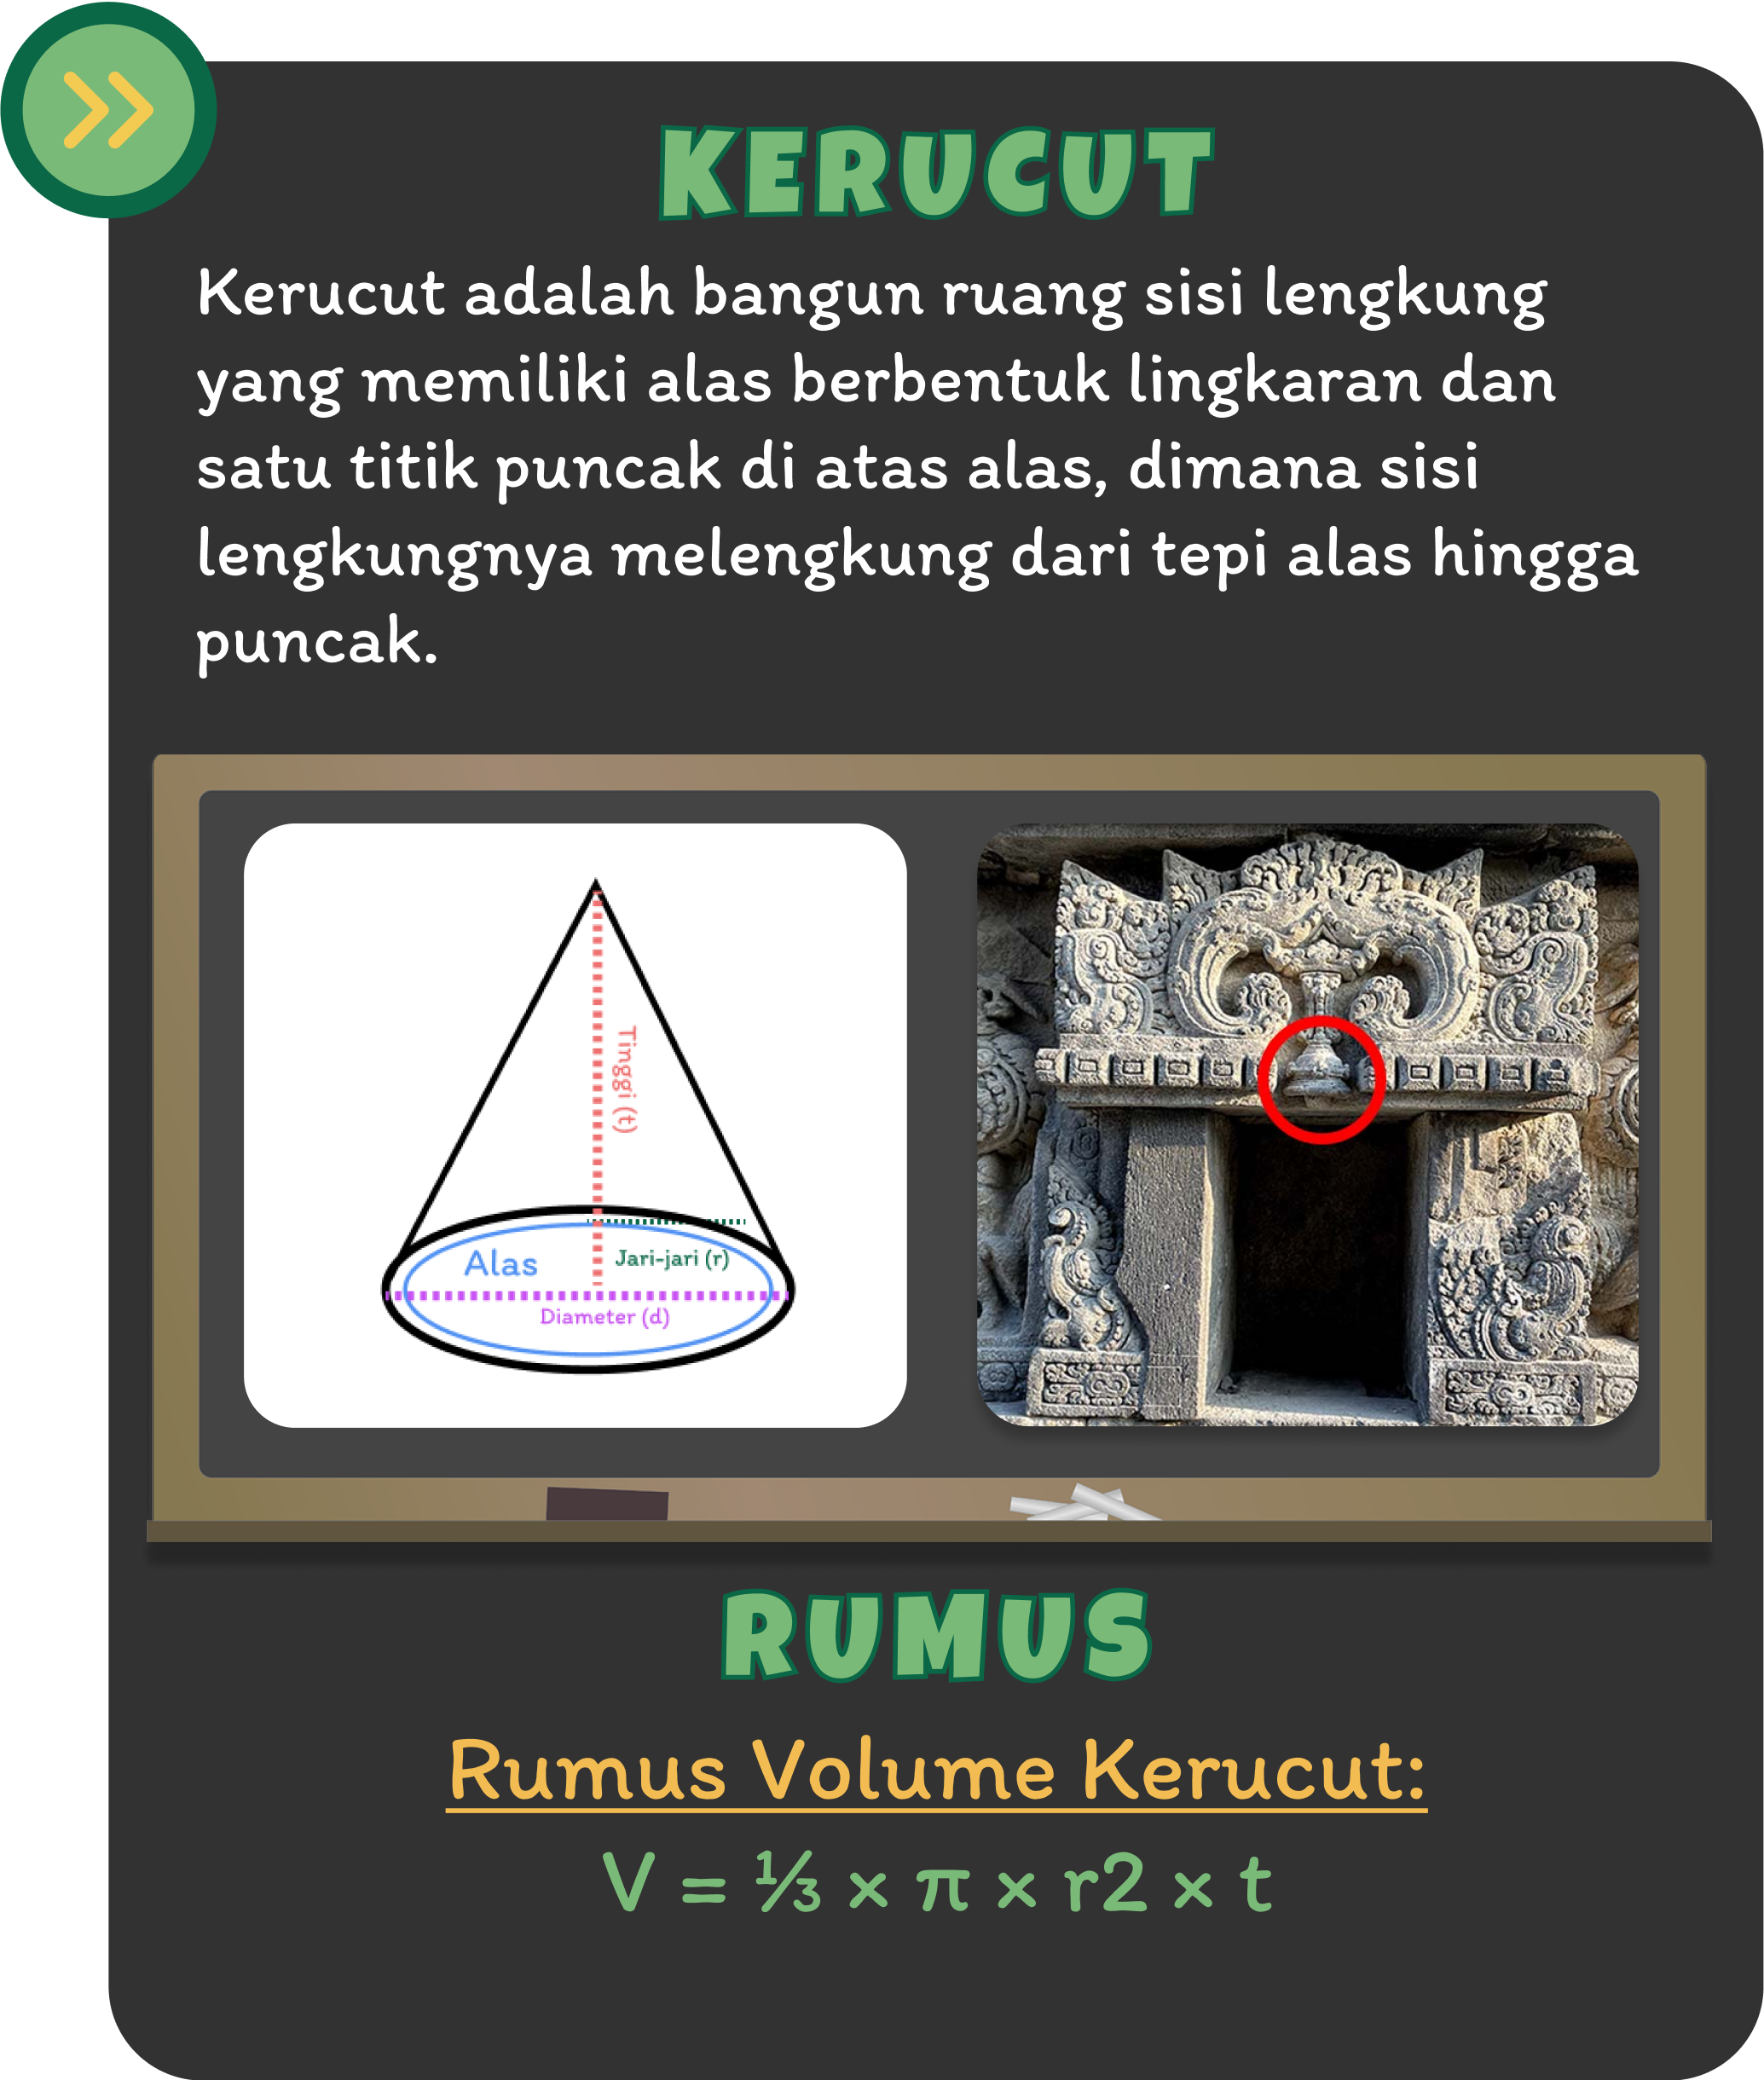 KERUCUT
Kerucut adalah bangun ruang sisi lengkung
yang memiliki alas berbentuk lingkaran dan
satu titik puncak di atas alas, dimana sisi
lengkungnya melengkung dari tepi alas hingga
puncak.
Tinggi (t)
Alas
Jari-jari (r)
Diameter (d)
RUMUS
Rumus Volume Kerucut:
V = ⅓ x π x r2 x t